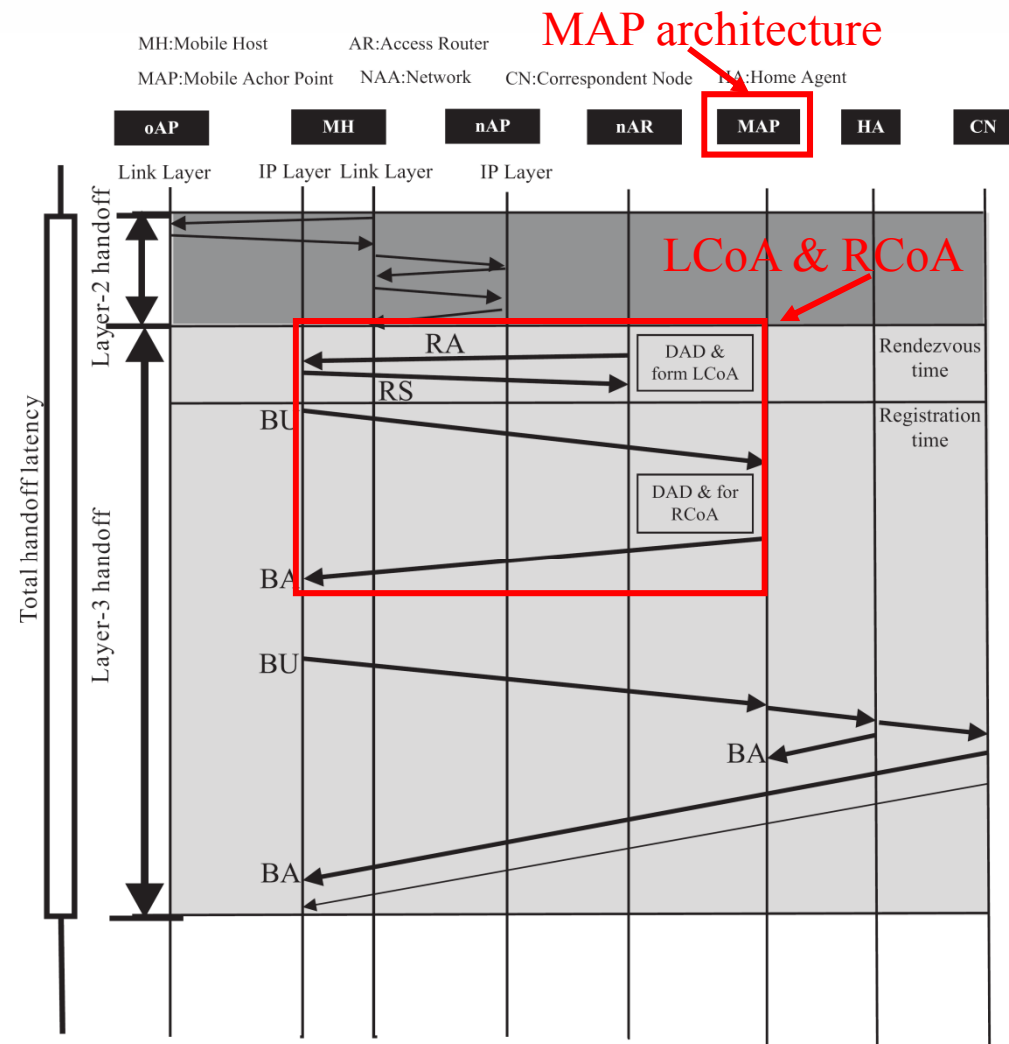 MAP architecture
MH:Mobile Host
AR:Access Router
MAP:Mobile Achor Point
NAA:Network
CN:Correspondent Node
HA:Home Agent
oAP
MH
nAP
nAR
MAP
HA
CN
Link Layer
IP Layer
Link Layer
IP Layer
Total handoff latency
Layer-2 handoff
Layer-3 handoff
LCoA & RCoA
RA
DAD &
form LCoA
Rendezvous
time
RS
BU
Registration
time
DAD & for
RCoA
BA
BU
BA
BA